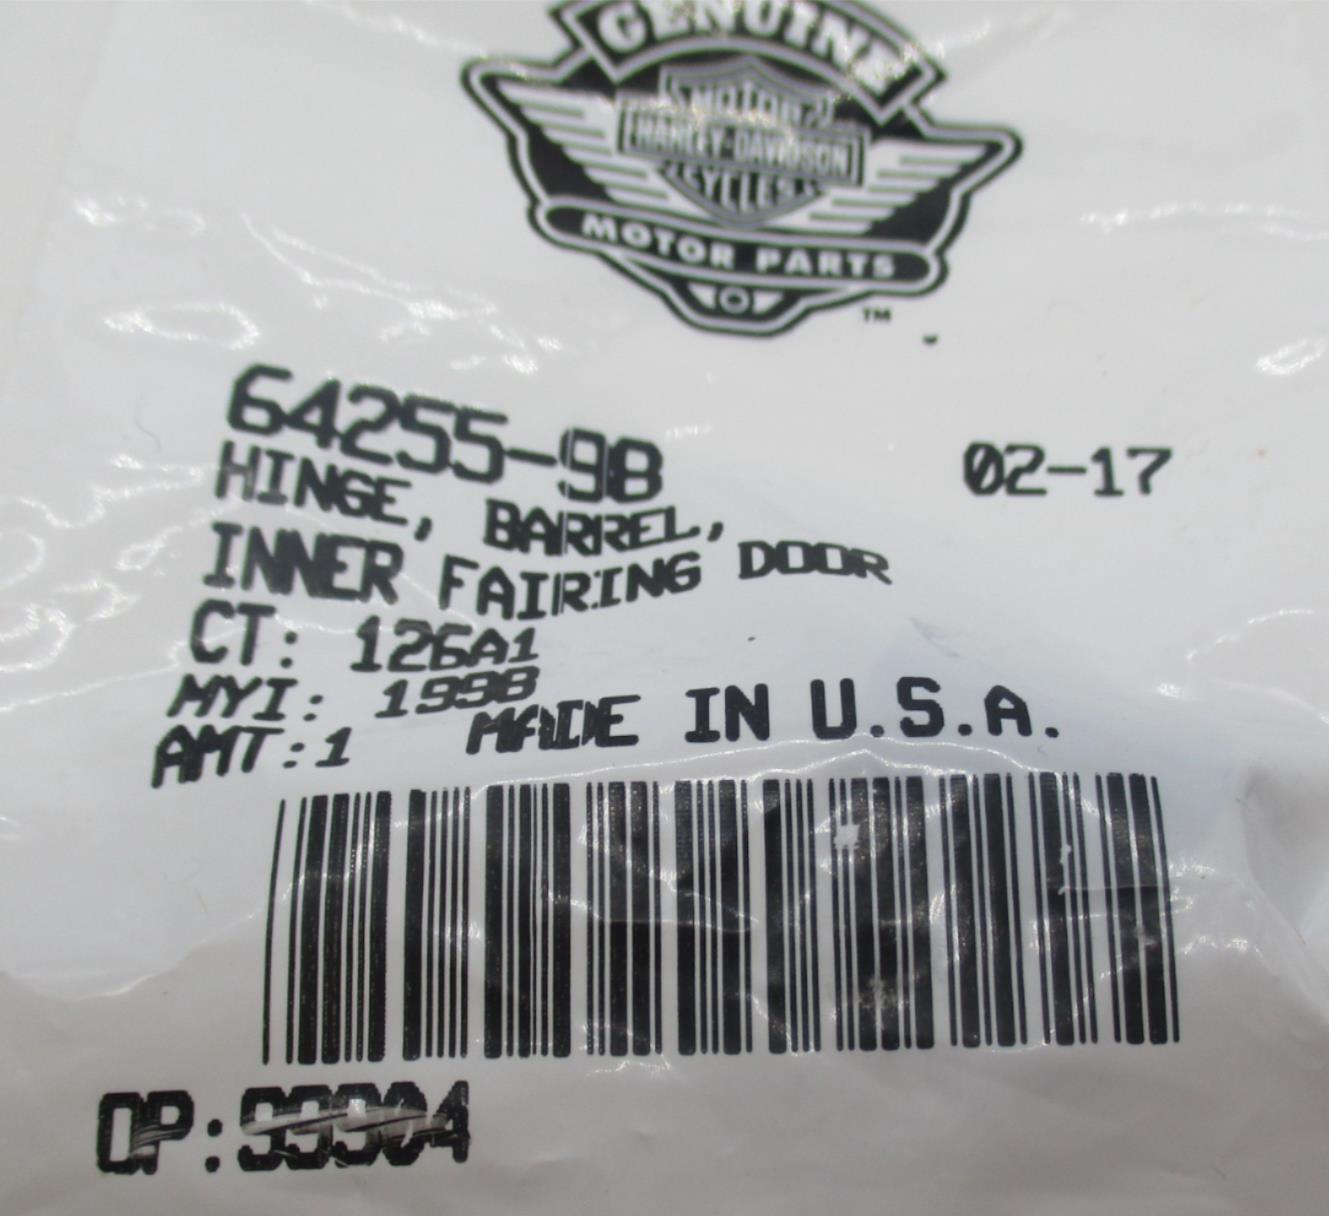 GENUINE
MOTOR
HARLEY-DAVIDSON
CYCLES
MOTOR PARTS
TM
64255-98
02-17
HINGE, BARREL,
INNER FAIRING DOOR
CT: 126A1
MYI: 1998
AMT:1 MADE IN U.S.A.